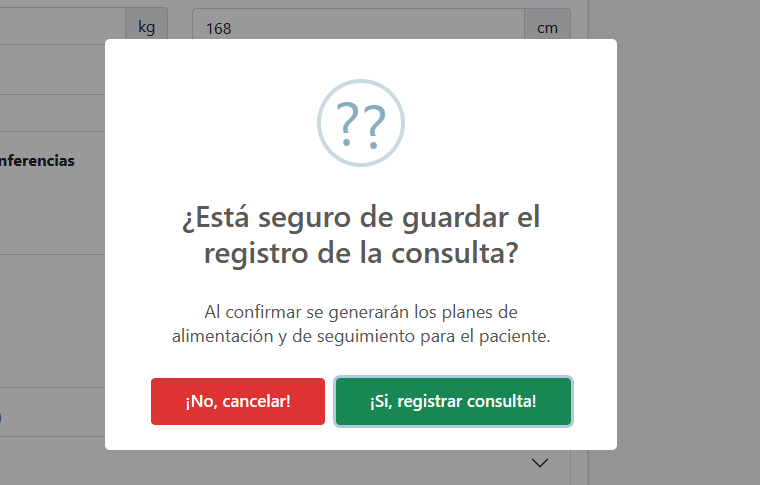 kg 168 cm
??
nferencias
¿Está seguro de guardar el
registro de la consulta?
Al confirmar se generarán los planes de
alimentación y de seguimiento para el paciente.
¡No, cancelar! ¡Si, registrar consulta!